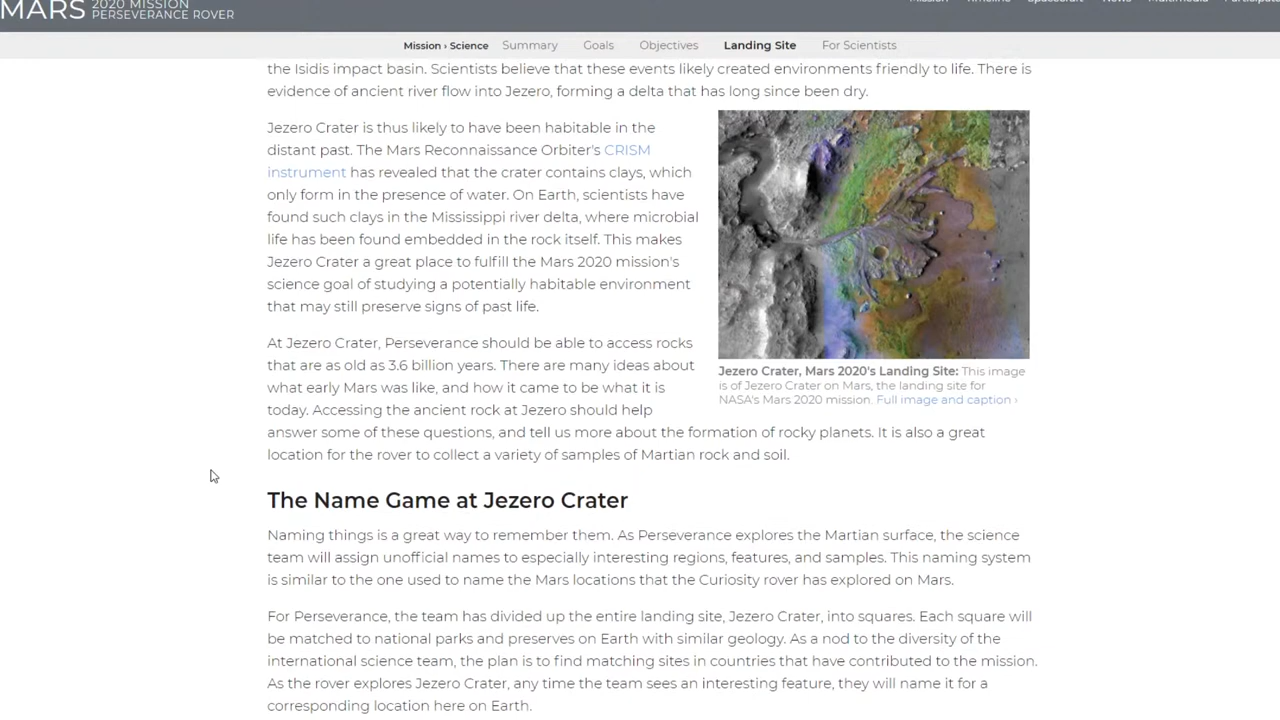 MARS
2020 MISSION
PERSEVERANCE ROVER
Mission Timeline Spacecraft News Multimedia
Mission › Science Summary Goals Objectives Landing Site For Scientists
the Isidis impact basin. Scientists believe that these events likely created environments friendly to life. There is
evidence of ancient river flow into Jezero, forming a delta that has long since been dry.
Jezero Crater is thus likely to have been habitable in the
distant past. The Mars Reconnaissance Orbiter's CRISM
instrument has revealed that the crater contains clays, which
only form in the presence of water. On Earth, scientists have
found such clays in the Mississippi river delta, where microbial
life has been found embedded in the rock itself. This makes
Jezero Crater a great place to fulfill the Mars 2020 mission's
science goal of studying a potentially habitable environment
that may still preserve signs of past life.
Jezero Crater, Mars 2020's Landing Site: This image
is of Jezero Crater on Mars, the landing site for
NASA's Mars 2020 mission. Full image and caption ›
At Jezero Crater, Perseverance should be able to access rocks
that are as old as 3.6 billion years. There are many ideas about
what early Mars was like, and how it came to be what it is
today. Accessing the ancient rock at Jezero should help
answer some of these questions, and tell us more about the formation of rocky planets. It is also a great
location for the rover to collect a variety of samples of Martian rock and soil.
The Name Game at Jezero Crater
Naming things is a great way to remember them. As Perseverance explores the Martian surface, the science
team will assign unofficial names to especially interesting regions, features, and samples. This naming system
is similar to the one used to name the Mars locations that the Curiosity rover has explored on Mars.
For Perseverance, the team has divided up the entire landing site, Jezero Crater, into squares. Each square will
be matched to national parks and preserves on Earth with similar geology. As a nod to the diversity of the
international science team, the plan is to find matching sites in countries that have contributed to the mission.
As the rover explores Jezero Crater, any time the team sees an interesting feature, they will name it for a
corresponding location here on Earth.